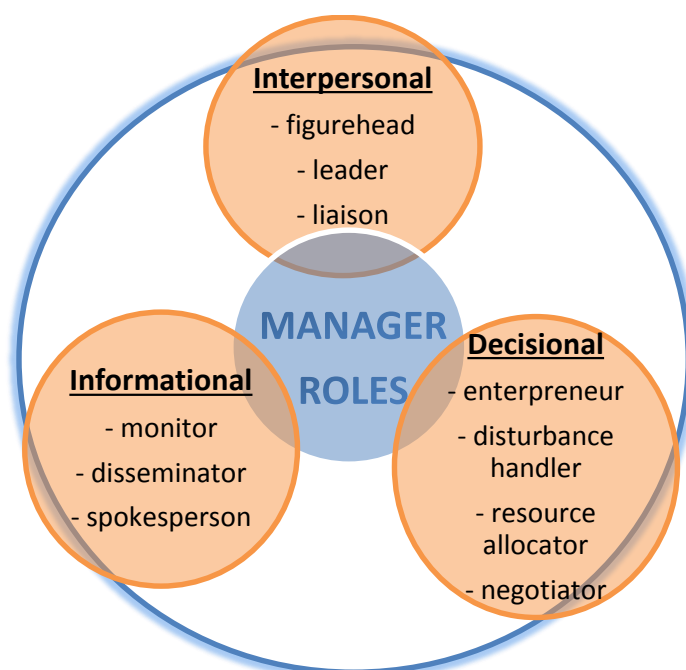 Interpersonal
- figurehead
- leader
- liaison
MANAGER
ROLES
Informational
- monitor
- disseminator
- spokesperson
Decisional
- enterpreneur
- disturbance
handler
- resource
allocator
- negotiator